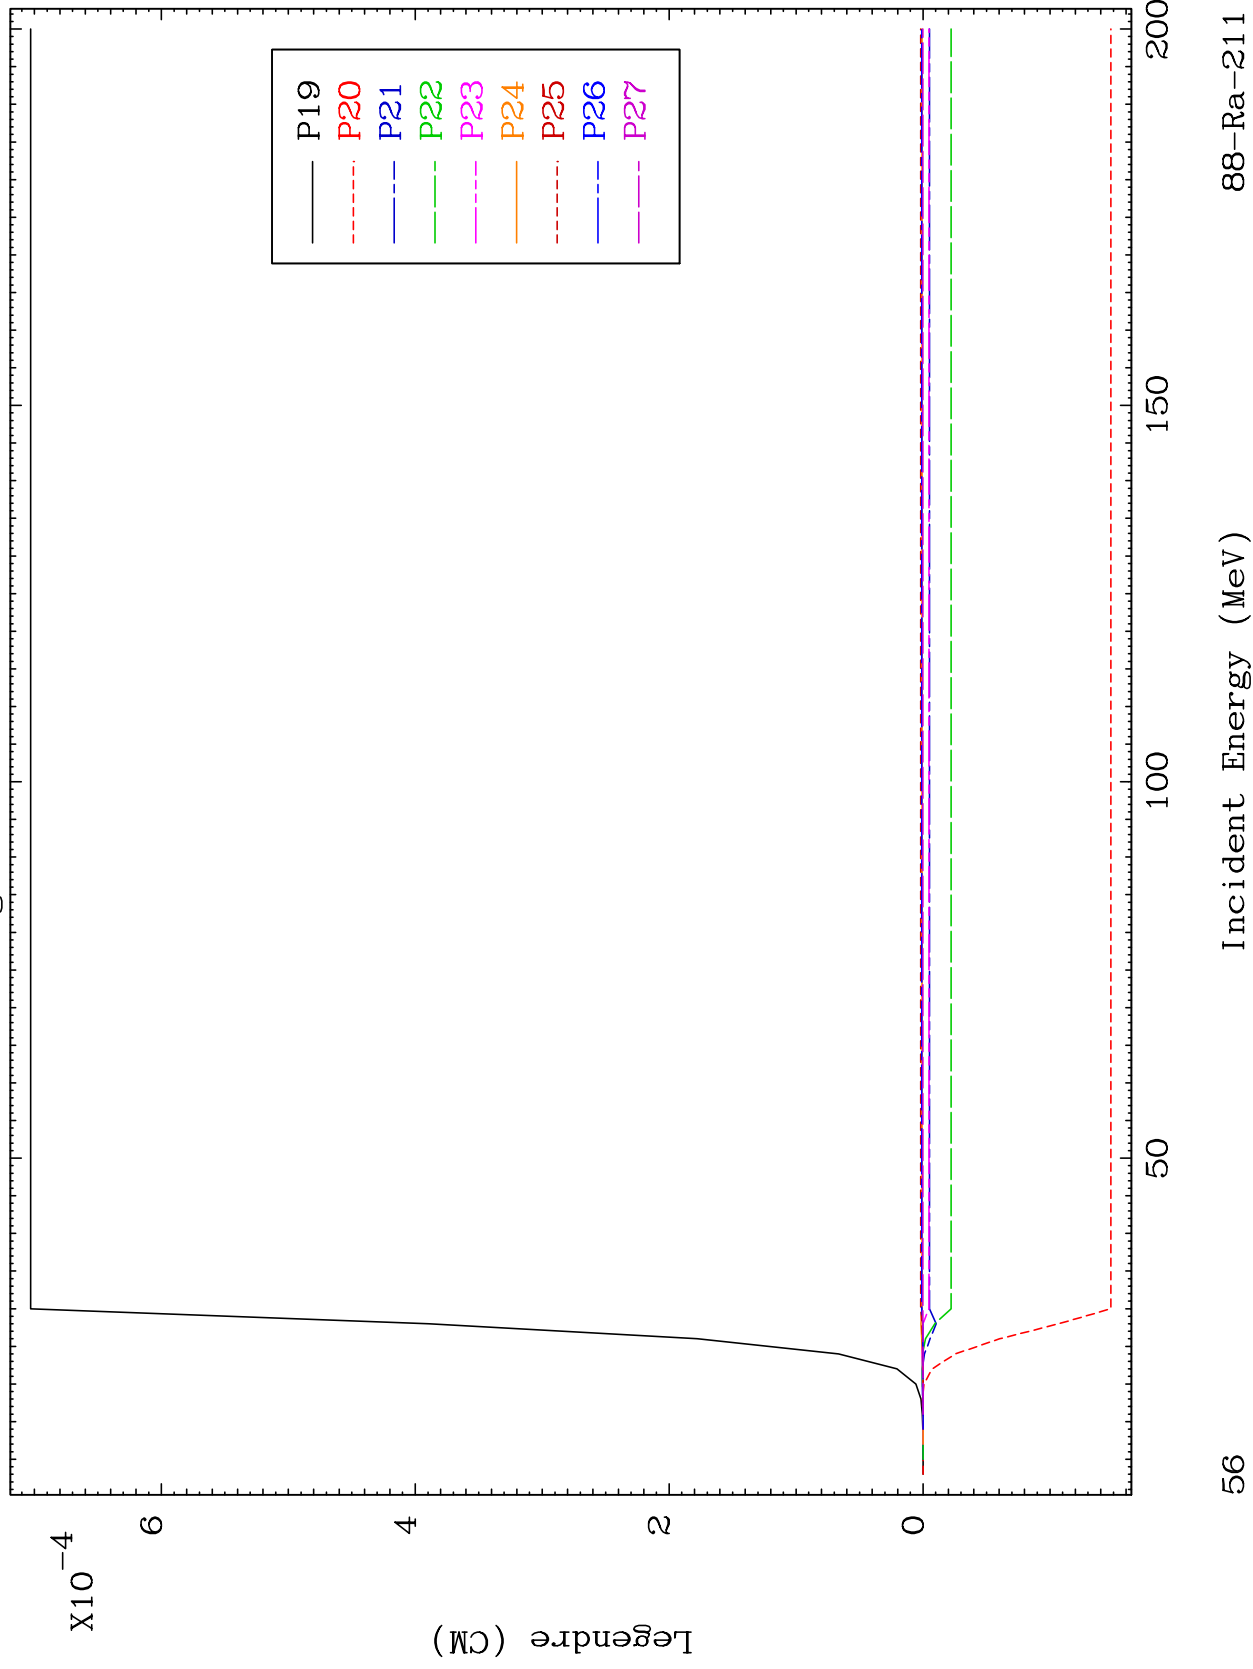 X10-4
6
4
2
0
Legendre (CM)
P19
P20
P21
P22
P23
P24
P25
P26
P27
50
100
150
200
Incident Energy (MeV)
56
88-Ra-211